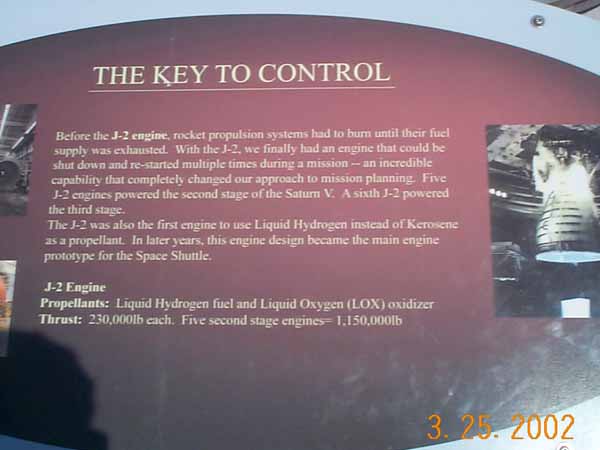 THE KEY TO CONTROL
Before the J-2 engine, rocket propulsion systems had to burn until their fuel
supply was exhausted. With the J-2, we finally had an engine that could be
shut down and re-started multiple times during a mission -- an incredible
capability that completely changed our approach to mission planning. Five
J-2 engines powered the second stage of the Saturn V. A sixth J-2 powered
the third stage.
The J-2 was also the first engine to use Liquid Hydrogen instead of Kerosene
as a propellant. In later years, this engine design became the main engine
prototype for the Space Shuttle.
J-2 Engine
Propellants: Liquid Hydrogen fuel and Liquid Oxygen (LOX) oxidizer
Thrust: 230,000lb each. Five second stage engines= 1,150,000lb
3.25.2002